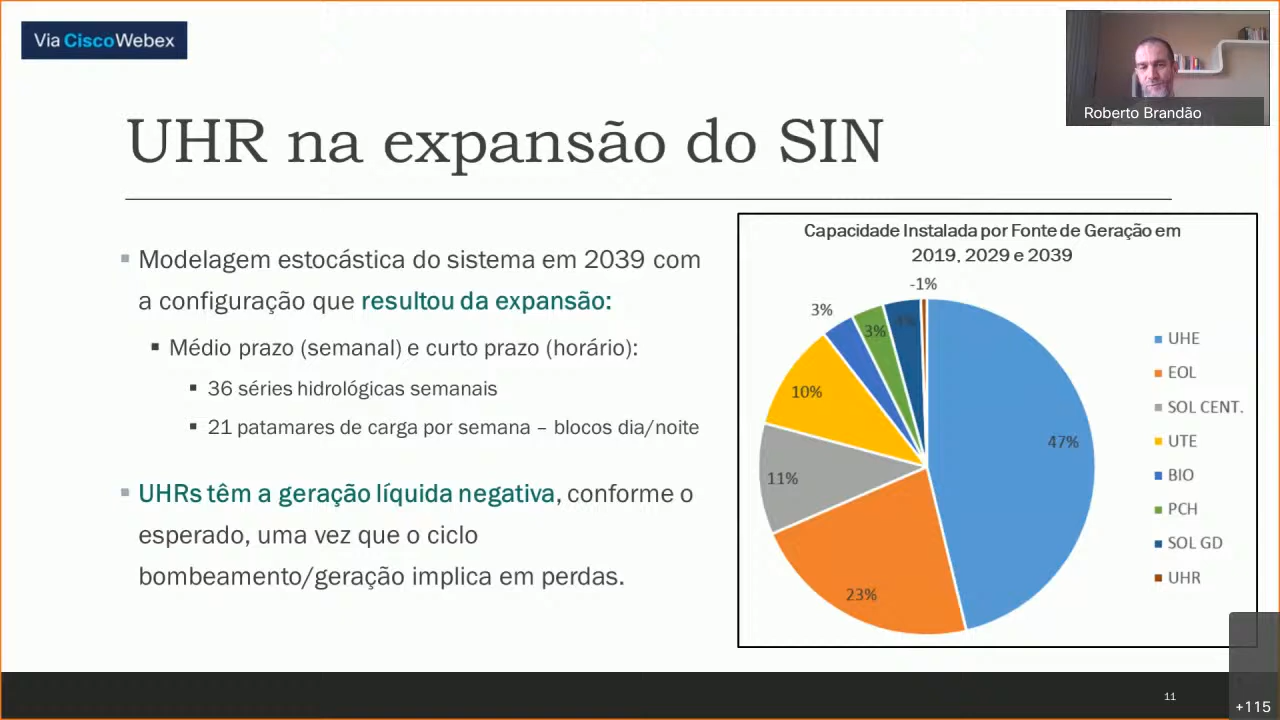 Via Cisco Webex
Roberto Brandão
UHR na expansão do SIN
▪ Modelagem estocástica do sistema em 2039 com
a configuração que resultou da expansão:
▪ Médio prazo (semanal) e curto prazo (horário):
▪ 36 séries hidrológicas semanais
▪ 21 patamares de carga por semana – blocos dia/noite
▪ UHRs têm a geração líquida negativa, conforme o
esperado, uma vez que o ciclo
bombeamento/geração implica em perdas.
Capacidade Instalada por Fonte de Geração em
2019, 2029 e 2039
-1%
3%
3%
10%
47%
11%
23%
UHE
EOL
SOL CENT.
UTE
BIO
PCH
SOL GD
UHR
11
+115